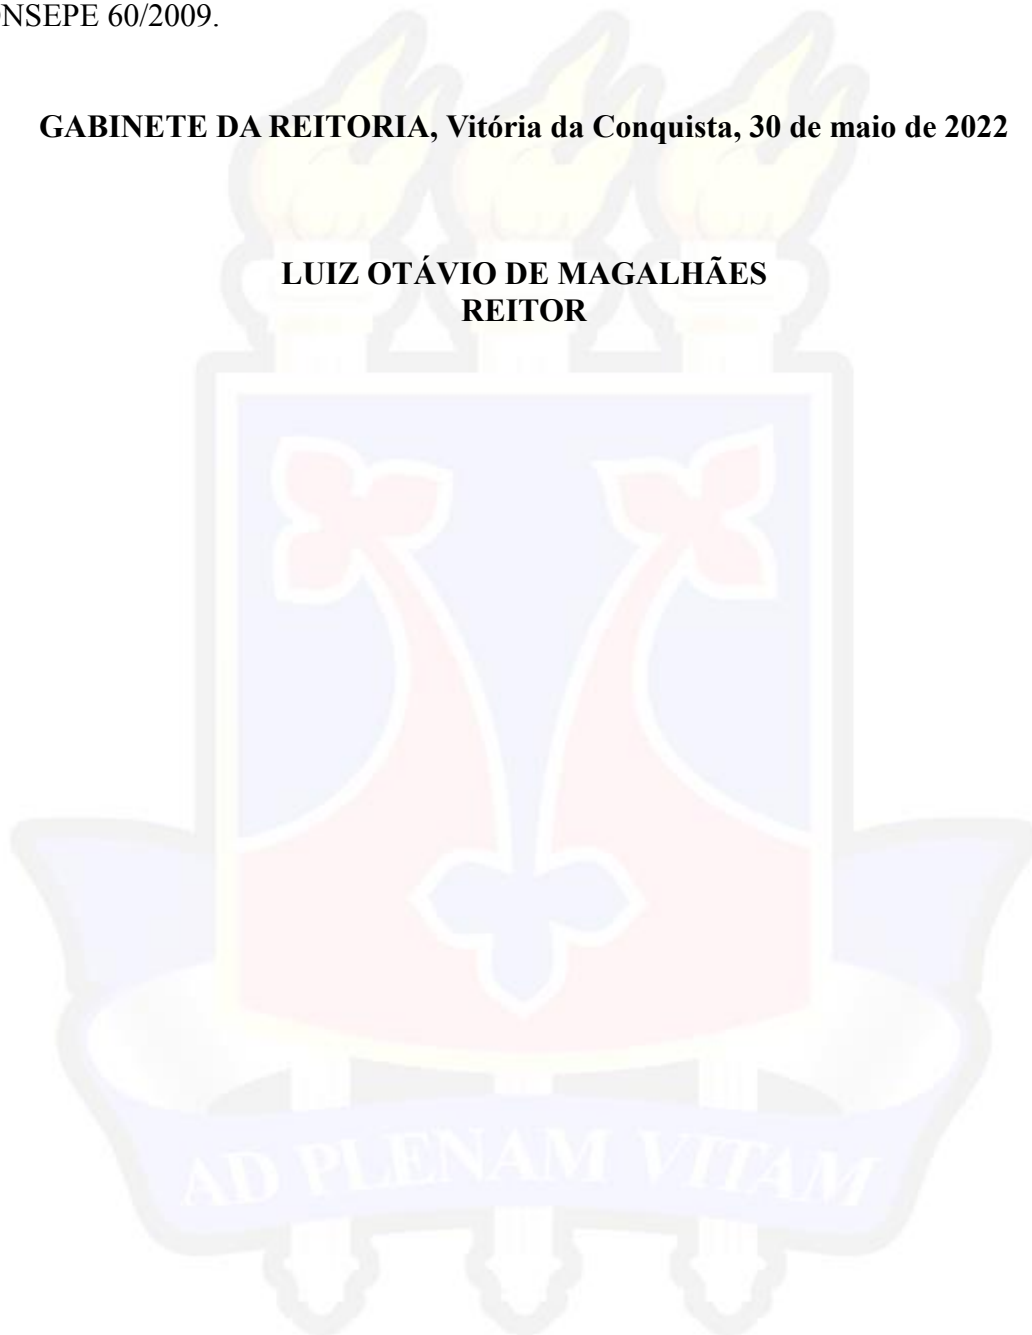 NSEPE 60/2009.
GABINETE DA REITORIA, Vitória da Conquista, 30 de maio de 2022
LUIZ OTÁVIO DE MAGALHÃES
REITOR
AD PLENAM VITAM